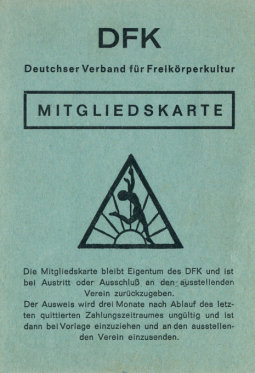 DFK
Deutchser Verband für Freikörperkultur
MITGLIEDSKARTE
Die Mitgliedskarte bleibt Eigentum des DFK und ist
bei Austritt oder Ausschluß an den ausstellenden
Verein zurückzugeben.
Der Ausweis wird drei Monate nach Ablauf des letz-
ten quittierten Zahlungszeitraumes ungültig und ist
dann bei Vorlage einzuziehen und an den ausstellen-
den Verein einzusenden.